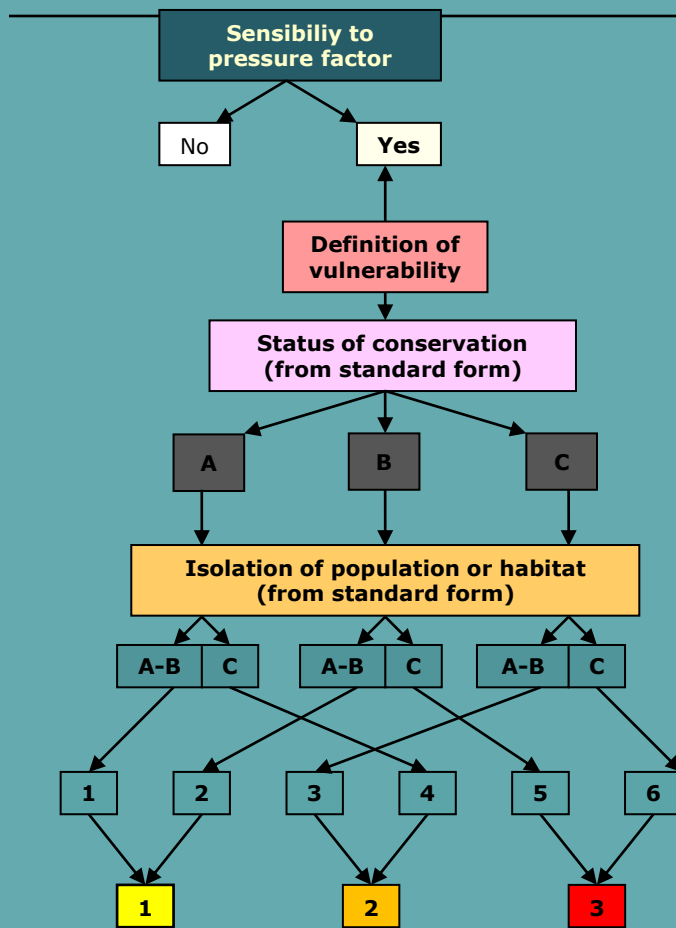 Sensibiliy to
pressure factor
No
Yes
Definition of
vulnerability
Status of conservation
(from standard form)
A
B
C
Isolation of population or habitat
(from standard form)
A-B C A-B C A-B C
1 2 3 4 5 6
1 2 3